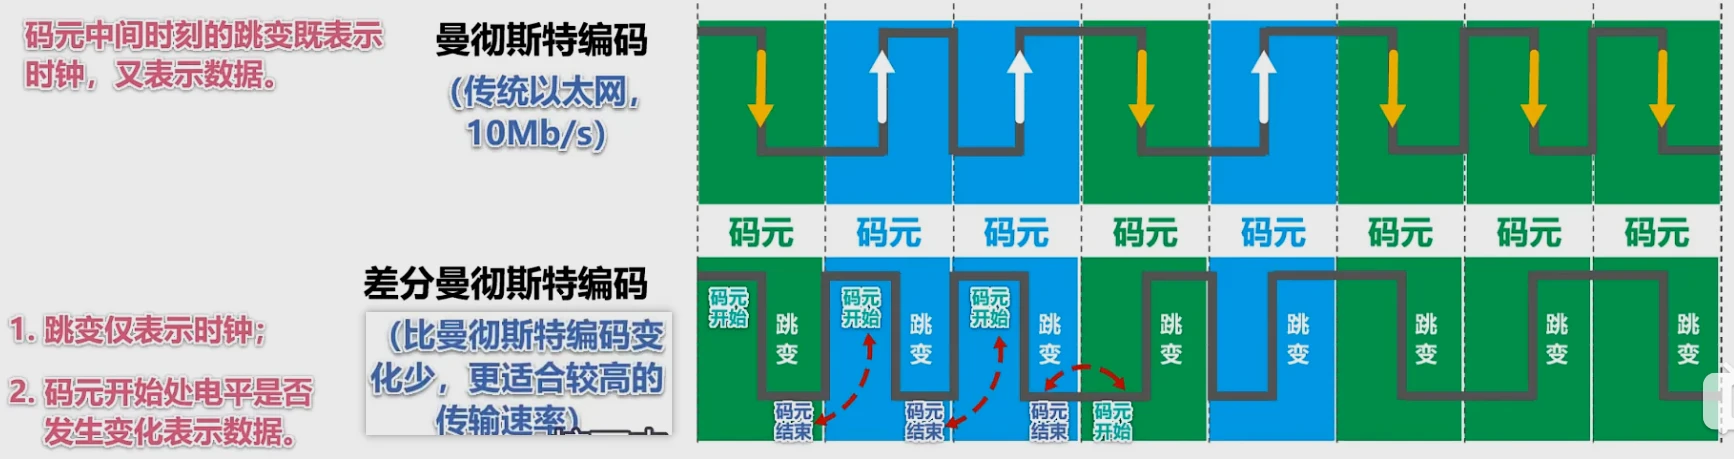 码元中间时刻的跳变既表示
时钟，又表示数据。
曼彻斯特编码
（传统以太网，
10Mb/s）
码元 码元 码元 码元 码元 码元 码元 码元
差分曼彻斯特编码
（比曼彻斯特编码变
化少，更适合较高的
传输速率）
1. 跳变仅表示时钟；
2. 码元开始处电平是否
发生变化表示数据。
码元
开始
码元
开始
码元
开始
跳
变
跳
变
跳
变
跳
变
跳
变
跳
变
跳
变
跳
变
码元
结束
码元
结束
码元
结束
码元
开始